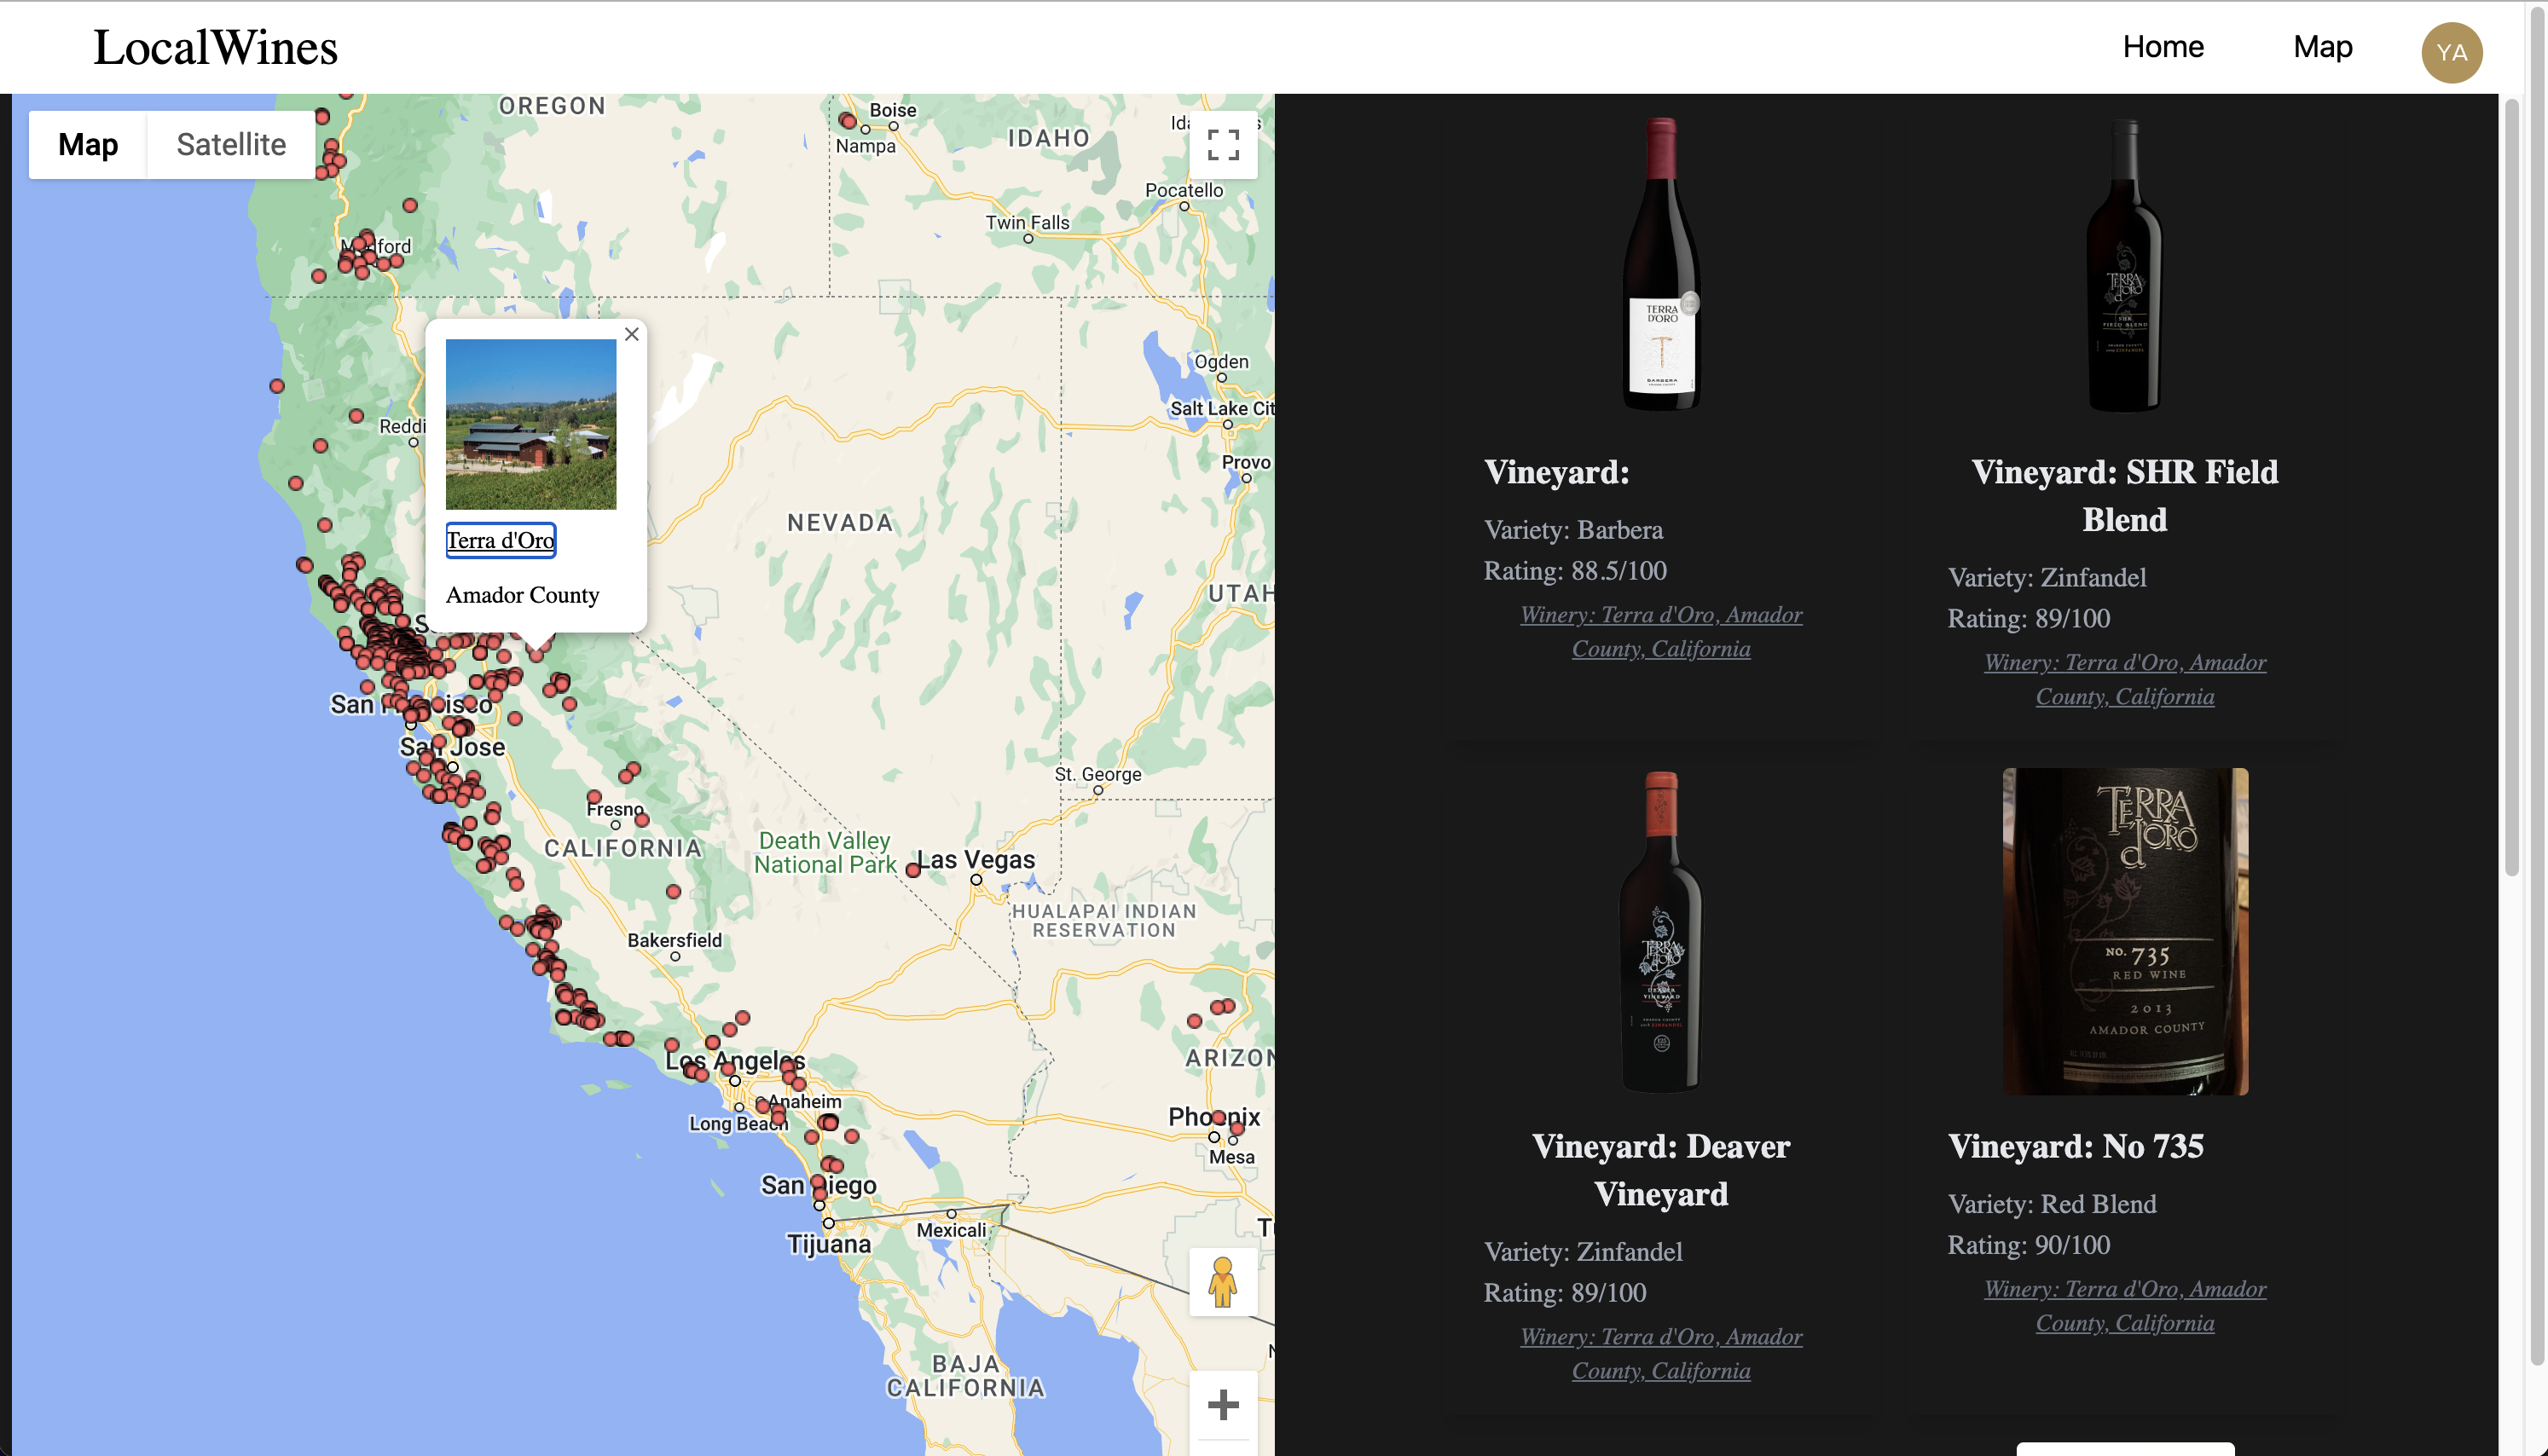 LocalWines
Home
Map
YA
Map
Satellite
OREGON
Boise
Nampa
IDAHO
Pocatello
Twin Falls
Ogden
Salt Lake Cit
Provo
Reddi
NEVADA
UTAH
Terra d'Oro
Amador County
San Jose
St. George
Fresno
CALIFORNIA
Death Valley
National Park
Las Vegas
HUALAPAI INDIAN
RESERVATION
Bakersfield
ARIZON
Los Angeles
Anaheim
Long Beach
Phoenix
Mesa
San Diego
Tijuana
Mexicali
BAJA
CALIFORNIA
TERRA
D'ORO
BARBERA
Vineyard:
Variety: Barbera
Rating: 88.5/100
Winery: Terra d'Oro, Amador
County, California
TERRA
d'ORO
SHR
FIELD BLEND
Vineyard: SHR Field
Blend
Variety: Zinfandel
Rating: 89/100
Winery: Terra d'Oro, Amador
County, California
TERRA
d'ORO
DEAVER
VINEYARD
Vineyard: Deaver
Vineyard
Variety: Zinfandel
Rating: 89/100
Winery: Terra d'Oro, Amador
County, California
TERRA
d'ORO
NO. 735
RED WINE
2013
AMADOR COUNTY
Vineyard: No 735
Variety: Red Blend
Rating: 90/100
Winery: Terra d'Oro, Amador
County, California